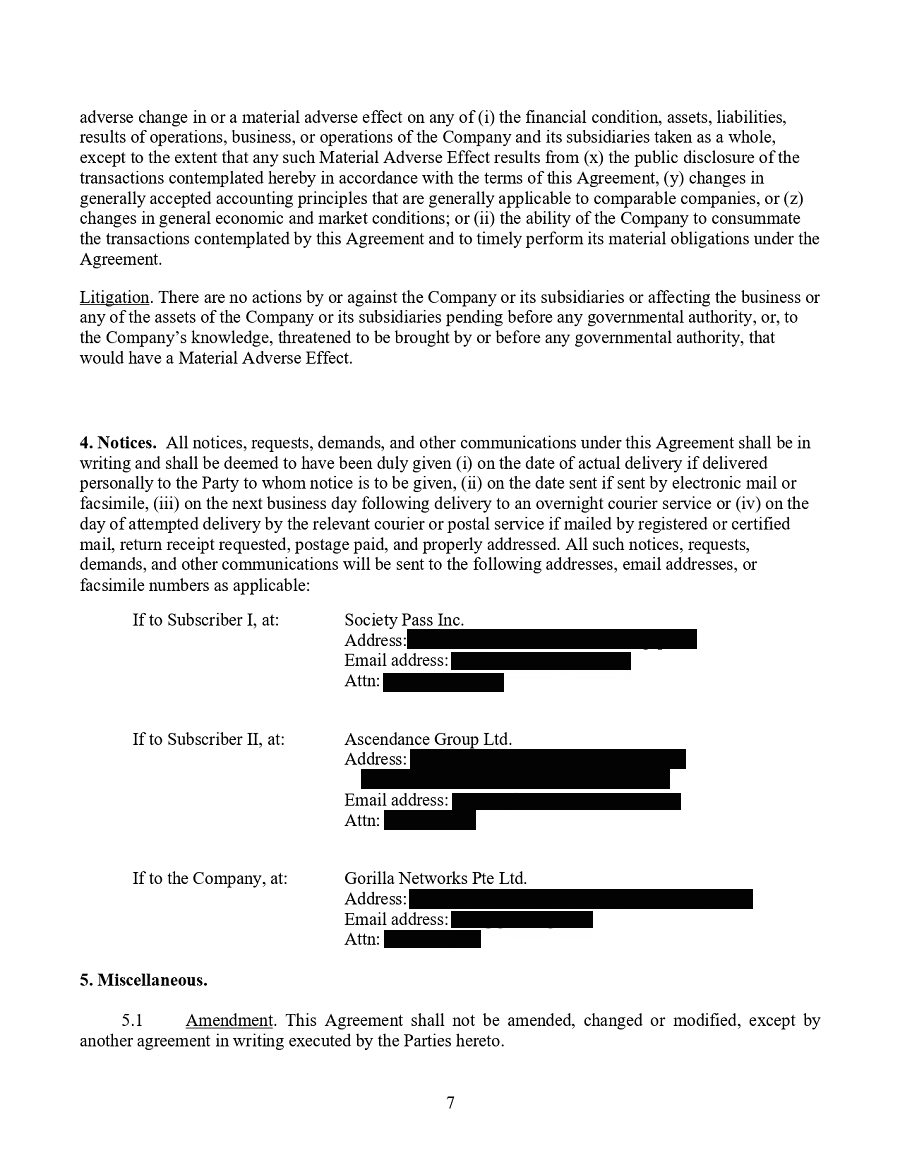 adverse change in or a material adverse effect on any of (i) the financial condition, assets, liabilities,
results of operations, business, or operations of the Company and its subsidiaries taken as a whole,
except to the extent that any such Material Adverse Effect results from (x) the public disclosure of the
transactions contemplated hereby in accordance with the terms of this Agreement, (y) changes in
generally accepted accounting principles that are generally applicable to comparable companies, or (z)
changes in general economic and market conditions; or (ii) the ability of the Company to consummate
the transactions contemplated by this Agreement and to timely perform its material obligations under the
Agreement.
Litigation. There are no actions by or against the Company or its subsidiaries or affecting the business or
any of the assets of the Company or its subsidiaries pending before any governmental authority, or, to
the Company’s knowledge, threatened to be brought by or before any governmental authority, that
would have a Material Adverse Effect.
4. Notices. All notices, requests, demands, and other communications under this Agreement shall be in
writing and shall be deemed to have been duly given (i) on the date of actual delivery if delivered
personally to the Party to whom notice is to be given, (ii) on the date sent if sent by electronic mail or
facsimile, (iii) on the next business day following delivery to an overnight courier service or (iv) on the
day of attempted delivery by the relevant courier or postal service if mailed by registered or certified
mail, return receipt requested, postage paid, and properly addressed. All such notices, requests,
demands, and other communications will be sent to the following addresses, email addresses, or
facsimile numbers as applicable:
If to Subscriber I, at: Society Pass Inc.
Address:
Email address:
Attn:
If to Subscriber II, at: Ascendance Group Ltd.
Address:
Email address:
Attn:
If to the Company, at: Gorilla Networks Pte Ltd.
Address:
Email address:
Attn:
5. Miscellaneous.
5.1 Amendment. This Agreement shall not be amended, changed or modified, except by
another agreement in writing executed by the Parties hereto.
7